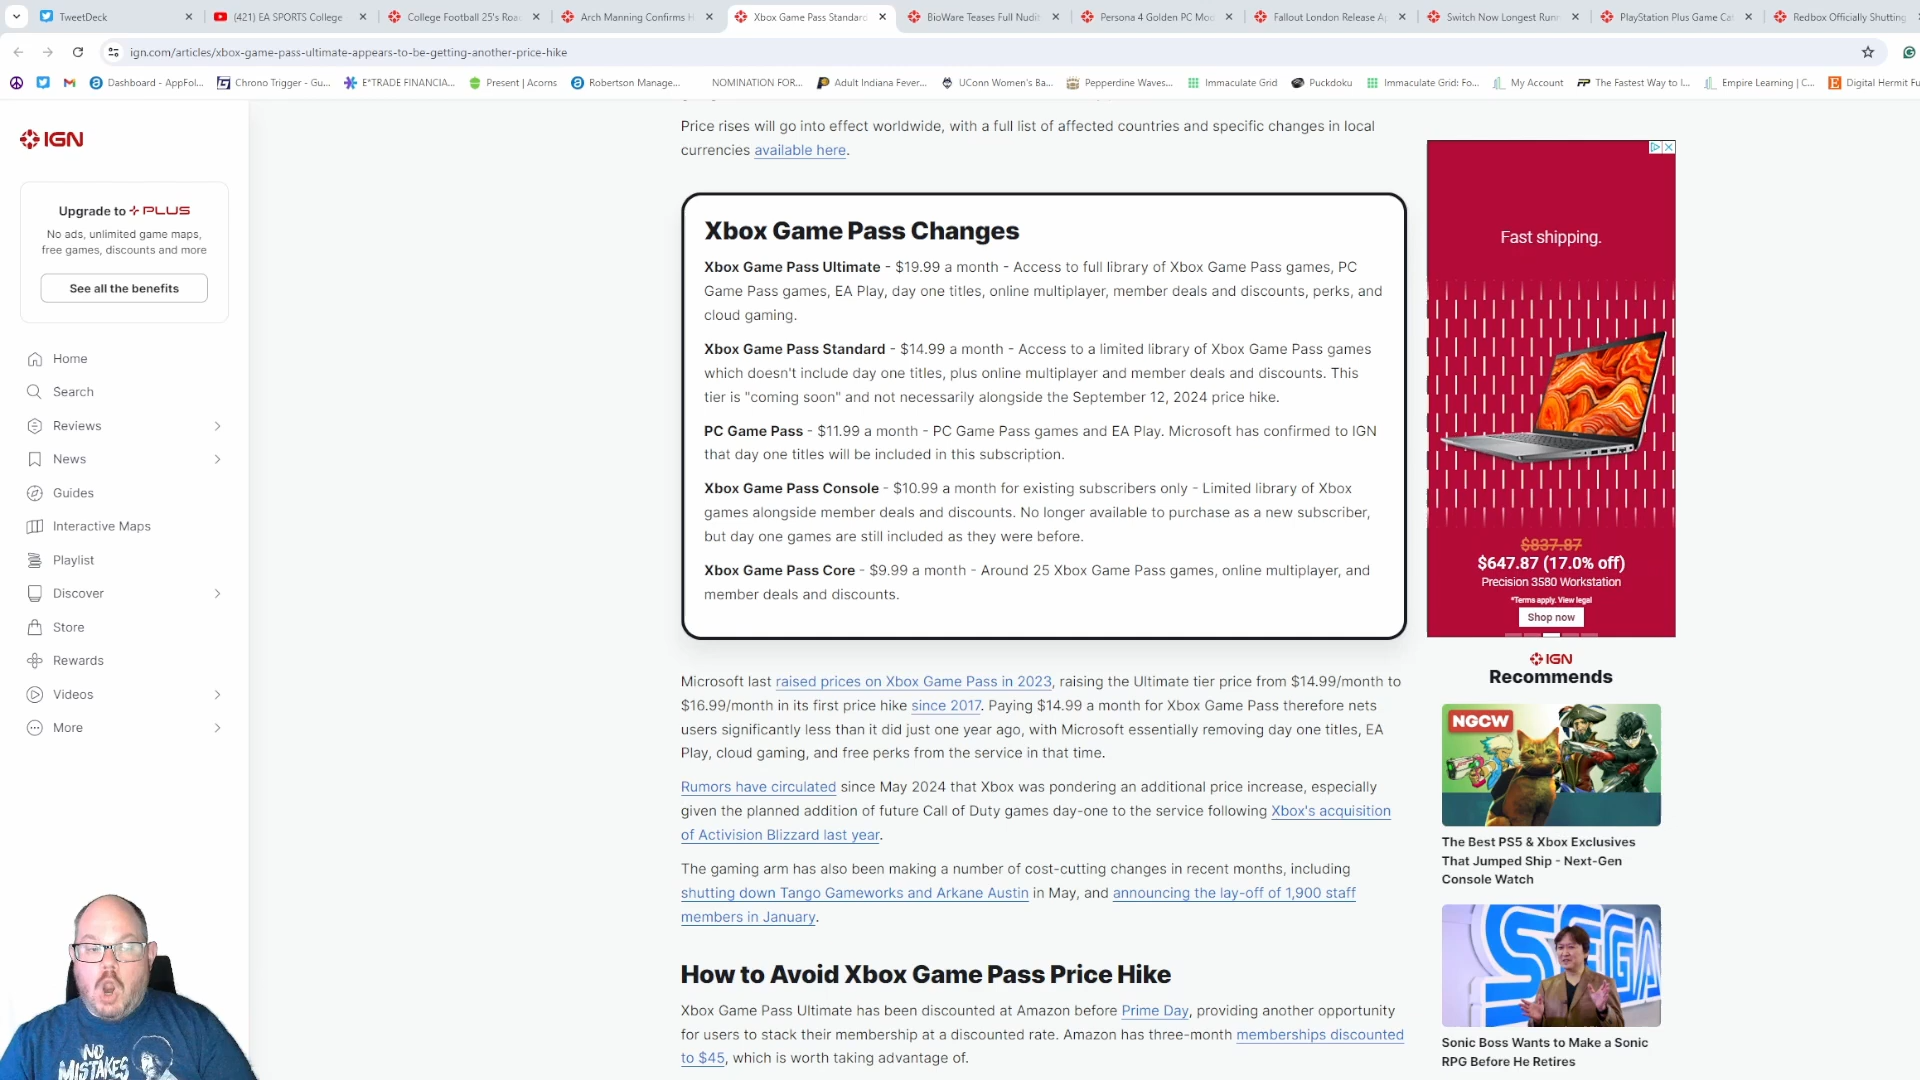 TweetDeck
(421) EA SPORTS College
College Football 25's Roa
Arch Manning Confirms H
Xbox Game Pass Standard
BioWare Teases Full Nudit
Persona 4 Golden PC Mod
Fallout London Release A
Switch Now Longest Runn
PlayStation Plus Game Ca
Redbox Officially Shutting
ign.com/articles/xbox-game-pass-ultimate-appears-to-be-getting-another-price-hike
Dashboard - AppFol...
Chrono Trigger - Gu...
E*TRADE FINANCIA...
Present | Acorns
Robertson Manage...
NOMINATION FOR...
Adult Indiana Fever...
UConn Women's Ba...
Pepperdine Waves...
Immaculate Grid
Puckdoku
Immaculate Grid: Fo...
My Account
The Fastest Way to l...
Empire Learning | C...
Digital Hermit Fu
IGN
Upgrade to PLUS
No ads, unlimited game maps,
free games, discounts and more
See all the benefits
Home
Search
Reviews
News
Guides
Interactive Maps
Playlist
Discover
Store
Rewards
Videos
More
NO
MISTAKES
Price rises will go into effect worldwide, with a full list of affected countries and specific changes in local
currencies available here.
Xbox Game Pass Changes
Xbox Game Pass Ultimate - $19.99 a month - Access to full library of Xbox Game Pass games, PC
Game Pass games, EA Play, day one titles, online multiplayer, member deals and discounts, perks, and
cloud gaming.
Xbox Game Pass Standard - $14.99 a month - Access to a limited library of Xbox Game Pass games
which doesn't include day one titles, plus online multiplayer and member deals and discounts. This
tier is "coming soon" and not necessarily alongside the September 12, 2024 price hike.
PC Game Pass - $11.99 a month - PC Game Pass games and EA Play. Microsoft has confirmed to IGN
that day one titles will be included in this subscription.
Xbox Game Pass Console - $10.99 a month for existing subscribers only - Limited library of Xbox
games alongside member deals and discounts. No longer available to purchase as a new subscriber,
but day one games are still included as they were before.
Xbox Game Pass Core - $9.99 a month - Around 25 Xbox Game Pass games, online multiplayer, and
member deals and discounts.
Microsoft last raised prices on Xbox Game Pass in 2023, raising the Ultimate tier price from $14.99/month to
$16.99/month in its first price hike since 2017. Paying $14.99 a month for Xbox Game Pass therefore nets
users significantly less than it did just one year ago, with Microsoft essentially removing day one titles, EA
Play, cloud gaming, and free perks from the service in that time.
Rumors have circulated since May 2024 that Xbox was pondering an additional price increase, especially
given the planned addition of future Call of Duty games day-one to the service following Xbox's acquisition
of Activision Blizzard last year.
The gaming arm has also been making a number of cost-cutting changes in recent months, including
shutting down Tango Gameworks and Arkane Austin in May, and announcing the lay-off of 1,900 staff
members in January.
How to Avoid Xbox Game Pass Price Hike
Xbox Game Pass Ultimate has been discounted at Amazon before Prime Day, providing another opportunity
for users to stack their membership at a discounted rate. Amazon has three-month memberships discounted
to $45, which is worth taking advantage of.
Fast shipping.
$837.87
$647.87 (17.0% off)
Precision 3580 Workstation
*Terms apply. View legal
Shop now
IGN
Recommends
NGCW
The Best PS5 & Xbox Exclusives
That Jumped Ship - Next-Gen
Console Watch
SEGA
Sonic Boss Wants to Make a Sonic
RPG Before He Retires